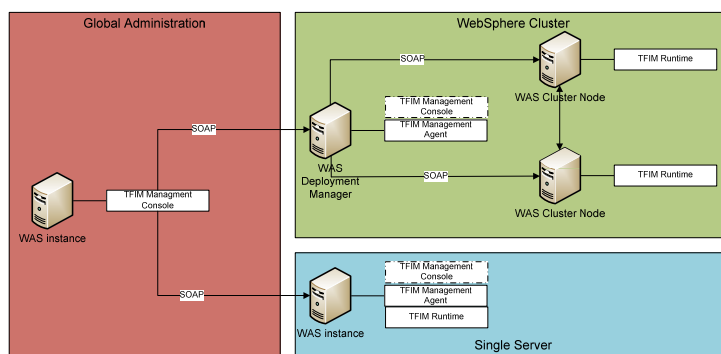 Global Administration
WebSphere Cluster
SOAP
TFIM Runtime
WAS Cluster Node
TFIM Management
Console
TFIM Management
Agent
SOAP
WAS
Deployment
Manager
SOAP
TFIM Runtime
WAS Cluster Node
TFIM Managment
Console
WAS instance
SOAP
TFIM Management
Console
TFIM Management
Agent
TFIM Runtime
WAS instance
Single Server